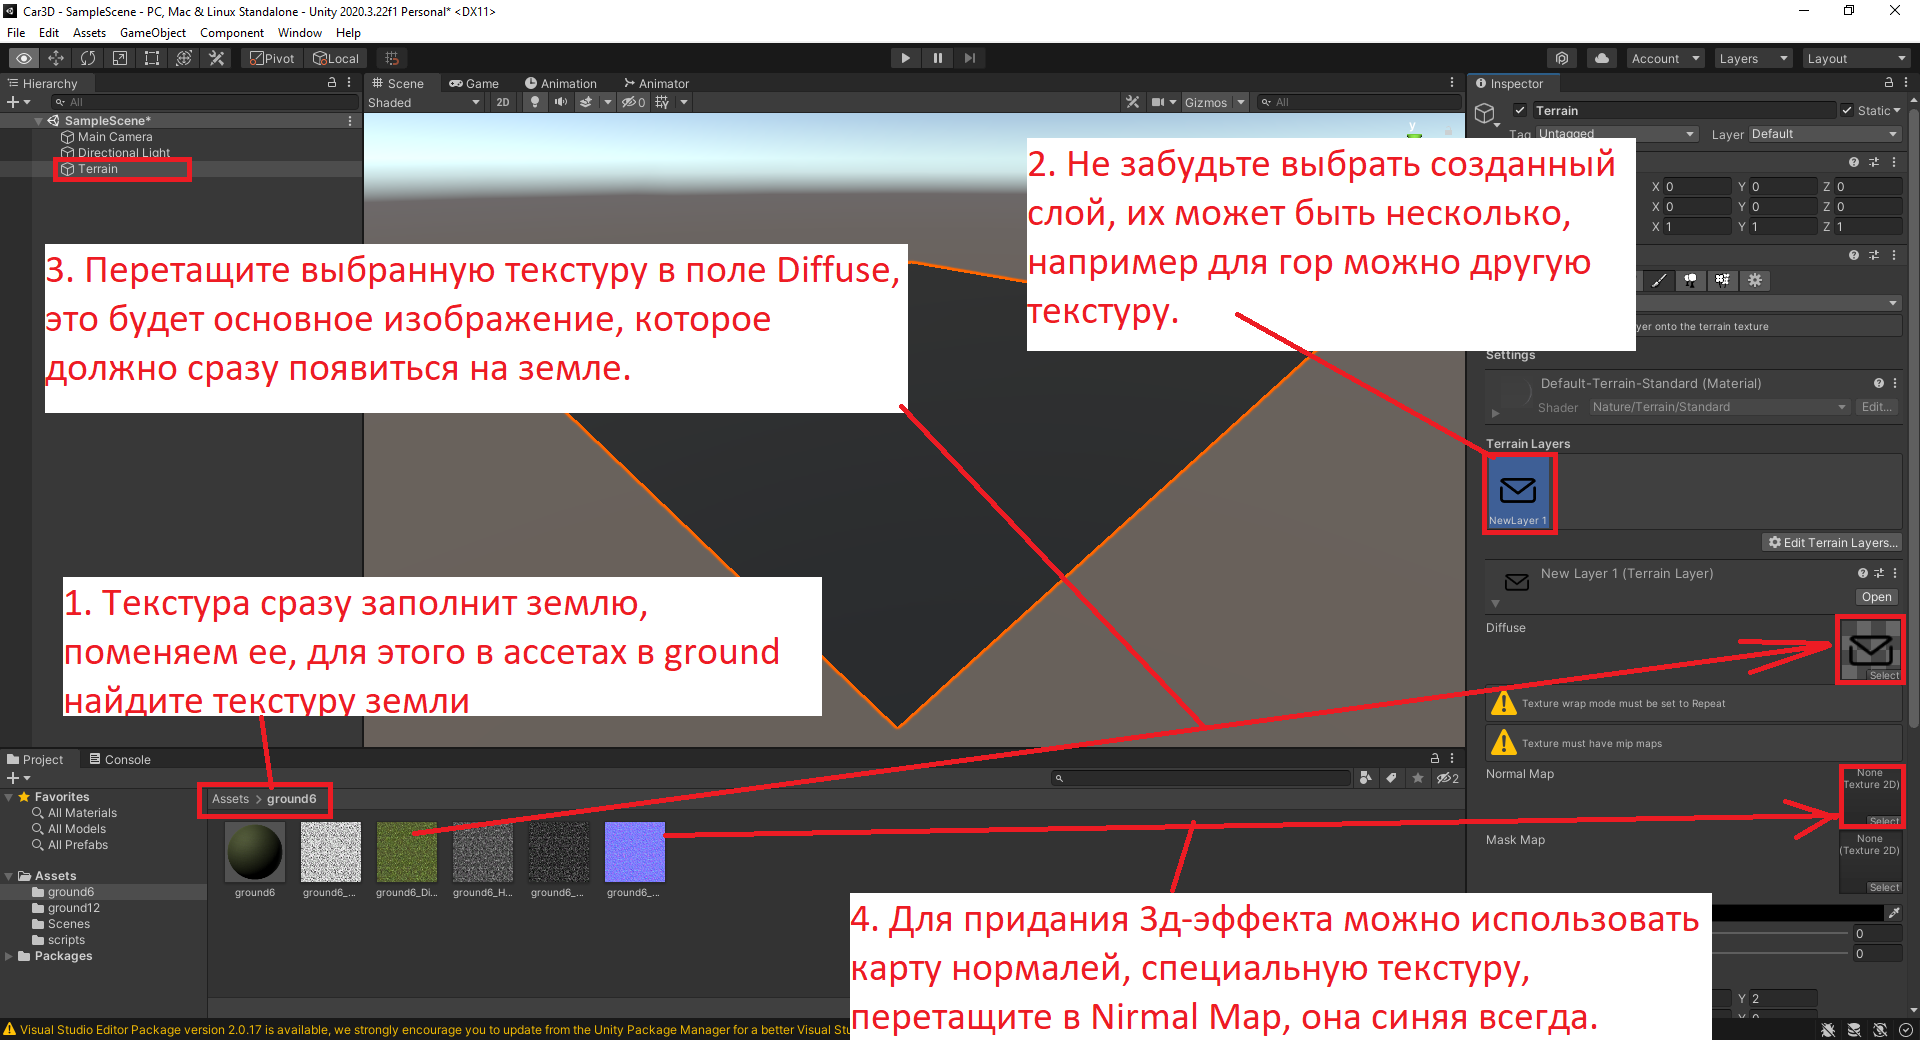 Car3D - SampleScene - PC, Mac & Linux Standalone - Unity 2020.3.22f1 Personal* <DX11>
File Edit Assets GameObject Component Window Help
Pivot Local Account Layers Layout
Hierarchy
All
SampleScene*
Main Camera
Directional Light
Terrain
Scene Game Animation Animator
Shaded 2D 0 Gizmos All
Inspector
Terrain Static
Tag Untagged Layer Default
X 0 Y 0 Z 0
X 0 Y 0 Z 0
X 1 Y 1 Z 1
yer onto the terrain texture
Settings
Default-Terrain-Standard (Material)
Shader Nature/Terrain/Standard Edit...
Terrain Layers
NewLayer 1
Edit Terrain Layers...
New Layer 1 (Terrain Layer)
Open
Diffuse
Select
Texture wrap mode must be set to Repeat
Texture must have mip maps
Normal Map
None
Texture 2D)
Select
Mask Map
None
(Texture 2D)
Select
0
0
Y 2
Y 0
y
2. Не забудьте выбрать созданный
слой, их может быть несколько,
например для гор можно другую
текстуру.
3. Перетащите выбранную текстуру в поле Diffuse,
это будет основное изображение, которое
должно сразу появиться на земле.
1. Текстура сразу заполнит землю,
поменяем ее, для этого в ассетах в ground
найдите текстуру земли
Project Console
2
Favorites
All Materials
All Models
All Prefabs
Assets
ground6
ground12
Scenes
scripts
Packages
Assets > ground6
ground6 ground6_... ground6_Di... ground6_H... ground6_... ground6_...
4. Для придания 3д-эффекта можно использовать
карту нормалей, специальную текстуру,
перетащите в Nirmal Map, она синяя всегда.
Visual Studio Editor Package version 2.0.17 is available, we strongly encourage you to update from the Unity Package Manager for a better Visual Stu